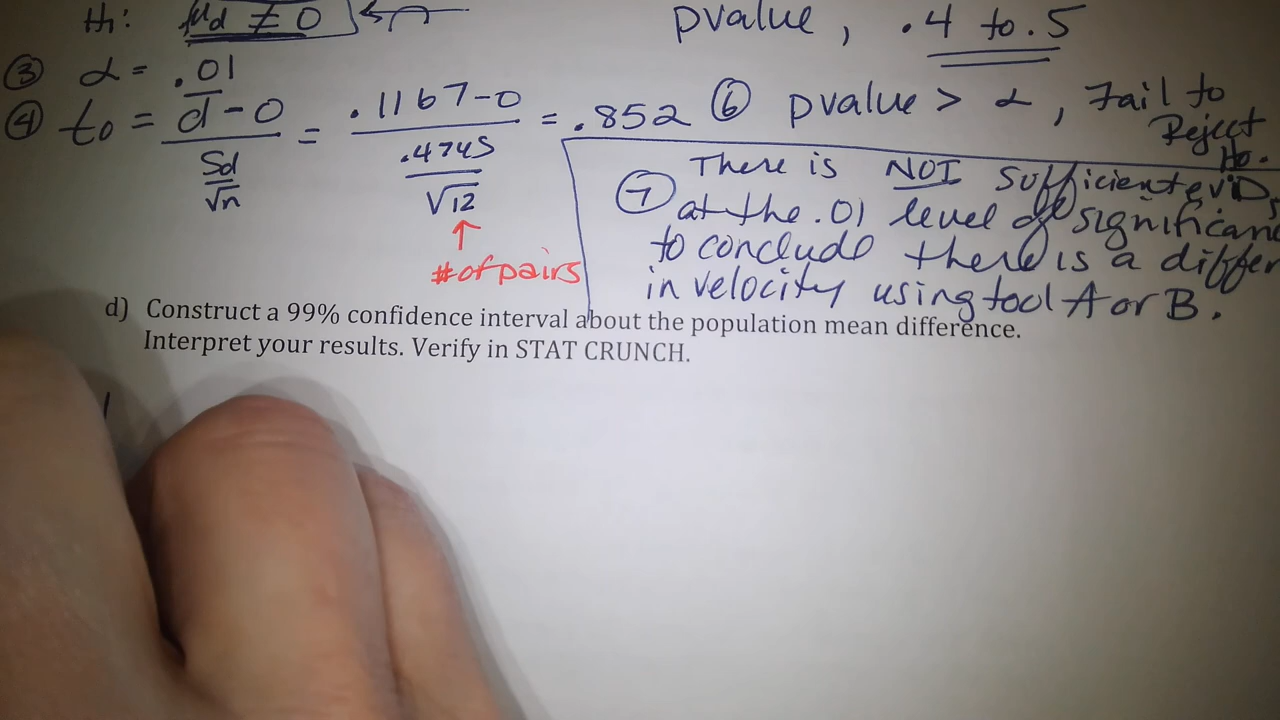 H₁: μd ≠ 0
pvalue, .4 to .5
③ α = .01
④ t₀ = d̄ - 0 / Sd/√n = .1167-0 / .4745/√12 = .852
↑
# of pairs
⑥ pvalue > α, Fail to
Reject
Ho.
⑦ There is NOT sufficient evid,
at the .01 level of
to conclude there is a
in velocity using tool A or B.
d) Construct a 99% confidence interval about the population mean difference.
Interpret your results. Verify in STAT CRUNCH.